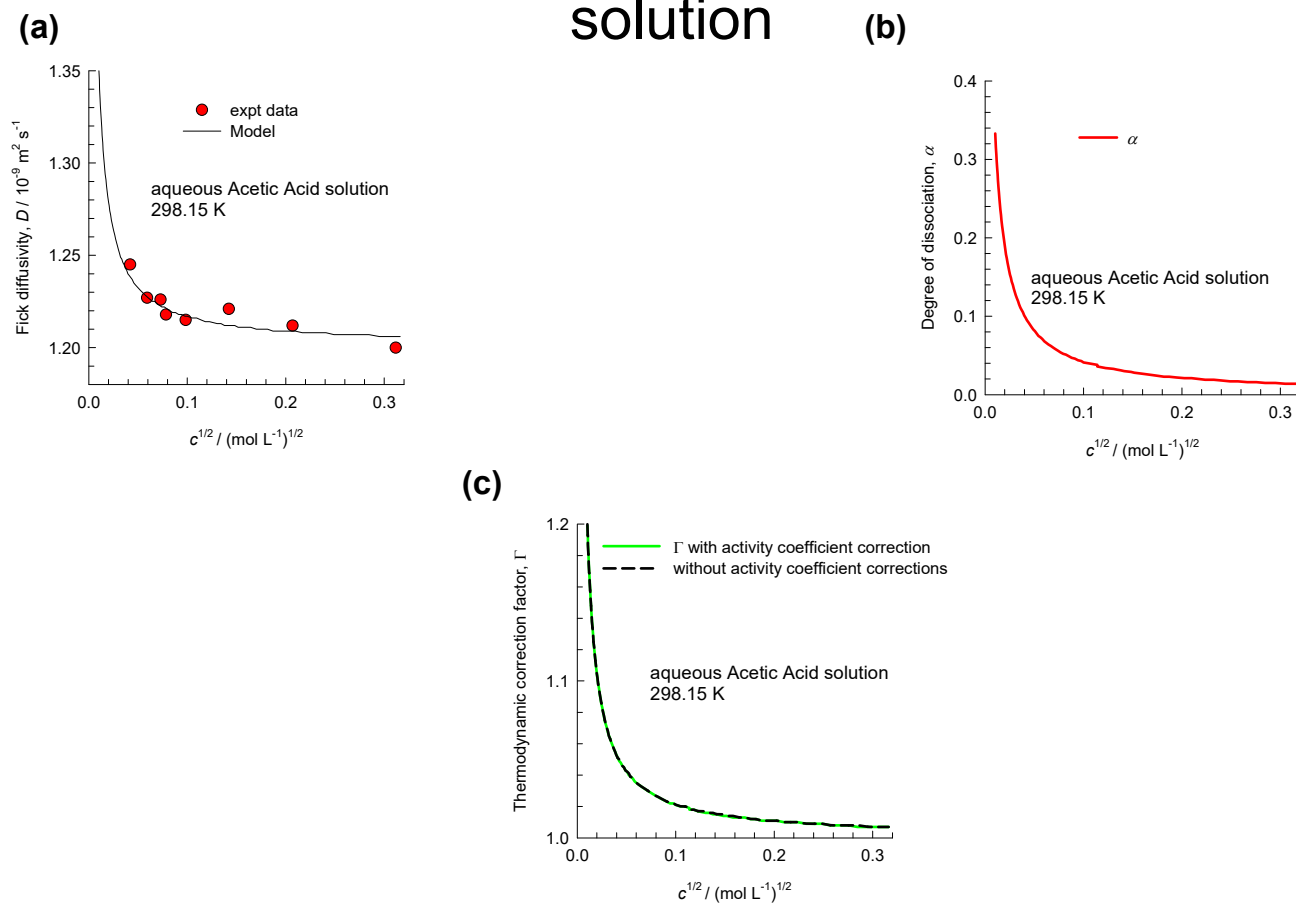 solution
(a)
1.35
1.30
1.25
1.20
Fick diffusivity, D / 10⁻⁹ m² s⁻¹
expt data
Model
aqueous Acetic Acid solution
298.15 K
0.0 0.1 0.2 0.3
c^1/2 / (mol L⁻¹)^1/2
(b)
0.4
0.3
0.2
0.1
0.0
Degree of dissociation, α
α
aqueous Acetic Acid solution
298.15 K
0.0 0.1 0.2 0.3
c^1/2 / (mol L⁻¹)^1/2
(c)
1.2
1.1
1.0
Thermodynamic correction factor, Γ
Γ with activity coefficient correction
without activity coefficient corrections
aqueous Acetic Acid solution
298.15 K
0.0 0.1 0.2 0.3
c^1/2 / (mol L⁻¹)^1/2